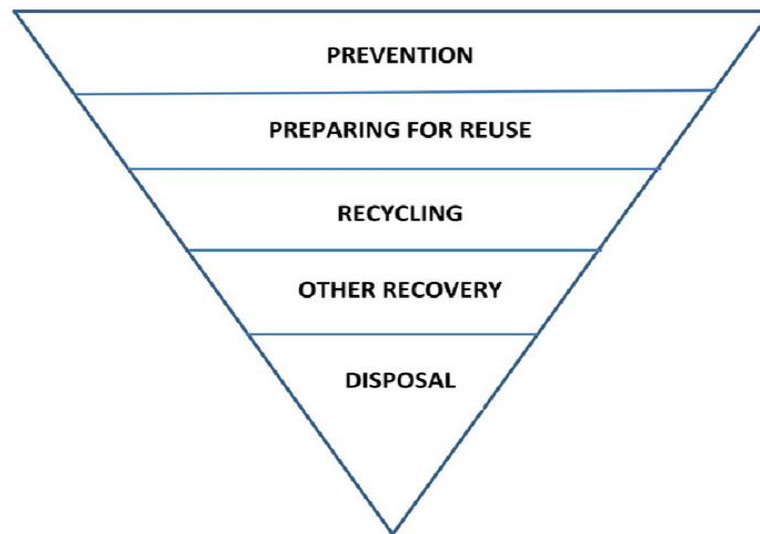 PREVENTION
PREPARING FOR REUSE
RECYCLING
OTHER RECOVERY
DISPOSAL